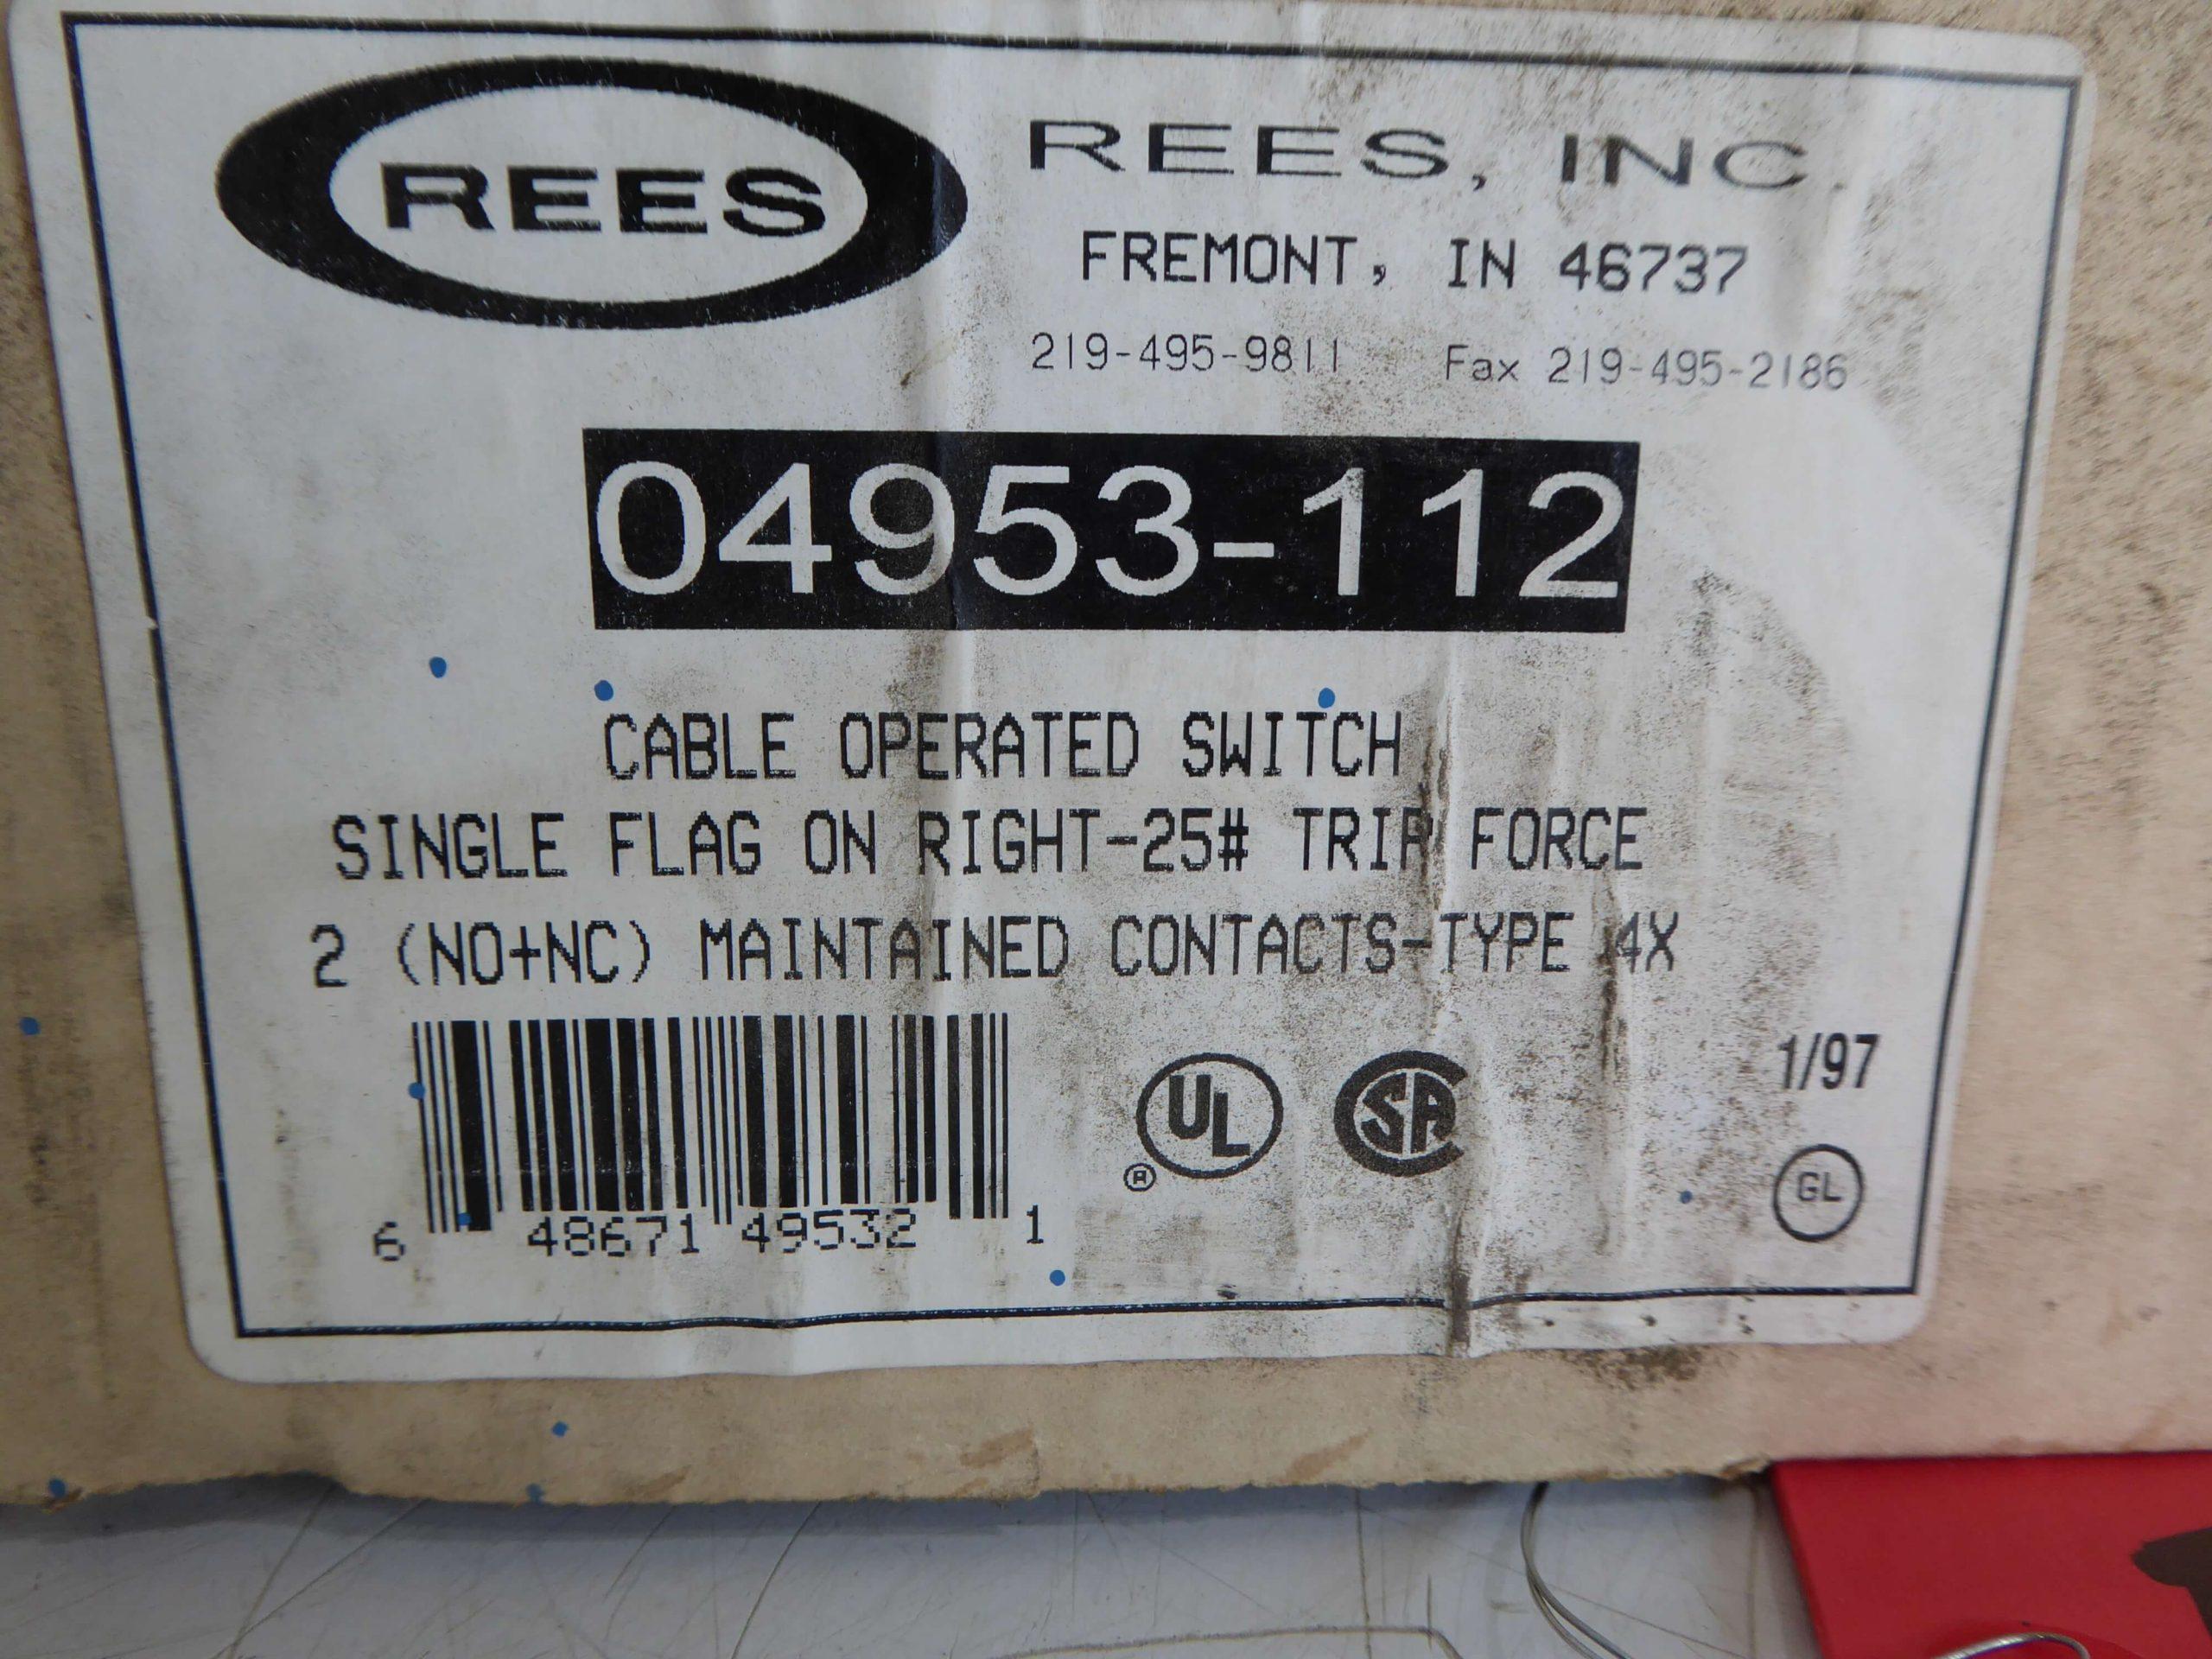 REES
REES, INC.
FREMONT, IN 46737
219-495-9811 Fax 219-495-2186
04953-112
CABLE OPERATED SWITCH
SINGLE FLAG ON RIGHT-25# TRIP FORCE
2 (NO+NC) MAINTAINED CONTACTS-TYPE 4X
1/97
UL
®
SA
GL
6 48671 49532 1